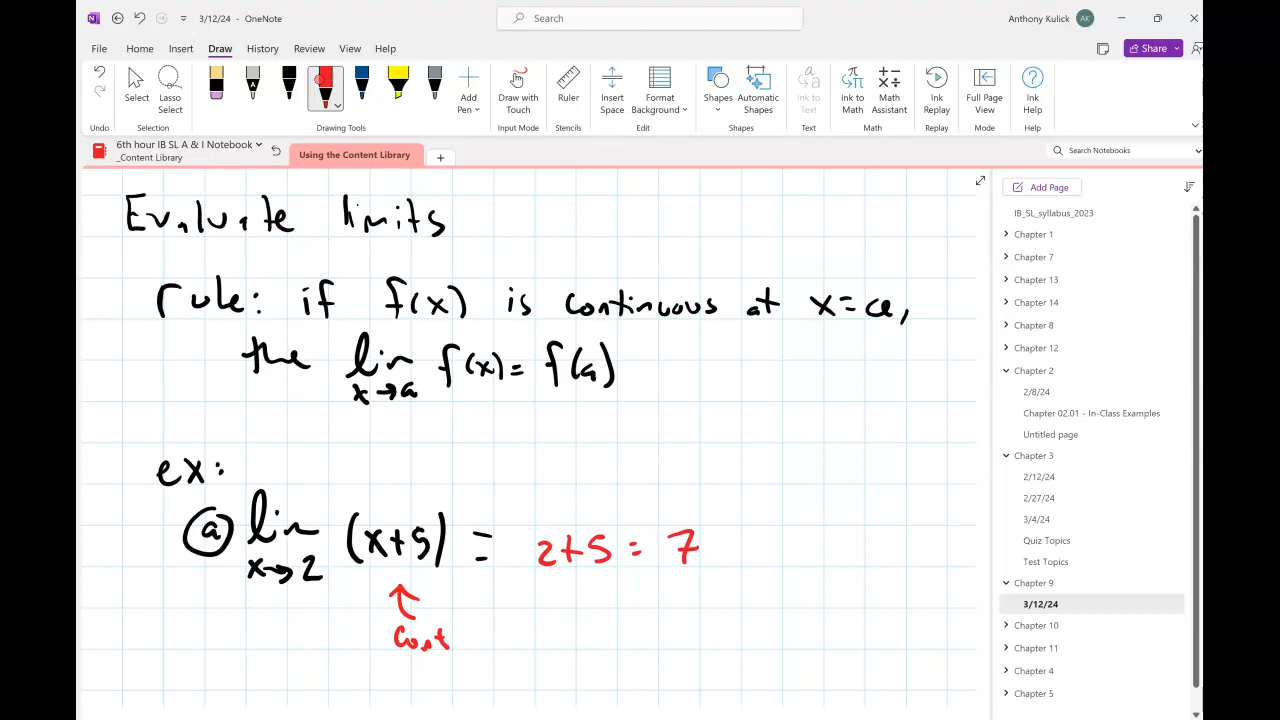 3/12/24 - OneNote
Search
Anthony Kulick
AK
File Home Insert Draw History Review View Help
Share
Undo
Select
Lasso Select
Selection
Drawing Tools
Add Pen
Draw with Touch
Input Mode
Ruler
Stencils
Insert Space
Format Background
Edit
Shapes
Automatic Shapes
Shapes
Ink to Text
Text
Ink to Math
Math Assistant
Math
Ink Replay
Replay
Full Page View
Mode
Ink Help
Help
6th hour IB SL A & I Notebook
_Content Library
Using the Content Library
Search Notebooks
Add Page
IB_SL_syllabus_2023
Chapter 1
Chapter 7
Chapter 13
Chapter 14
Chapter 8
Chapter 12
Chapter 2
2/8/24
Chapter 02.01 - In-Class Examples
Untitled page
Chapter 3
2/12/24
2/27/24
3/4/24
Quiz Topics
Test Topics
Chapter 9
3/12/24
Chapter 10
Chapter 11
Chapter 4
Chapter 5
Evaluate limits
rule: if f(x) is continuous at x=a,
the lim x→a f(x) = f(a)
ex:
ⓐ lim x→2 (x+5) = 2+5 = 7
↑
Cont